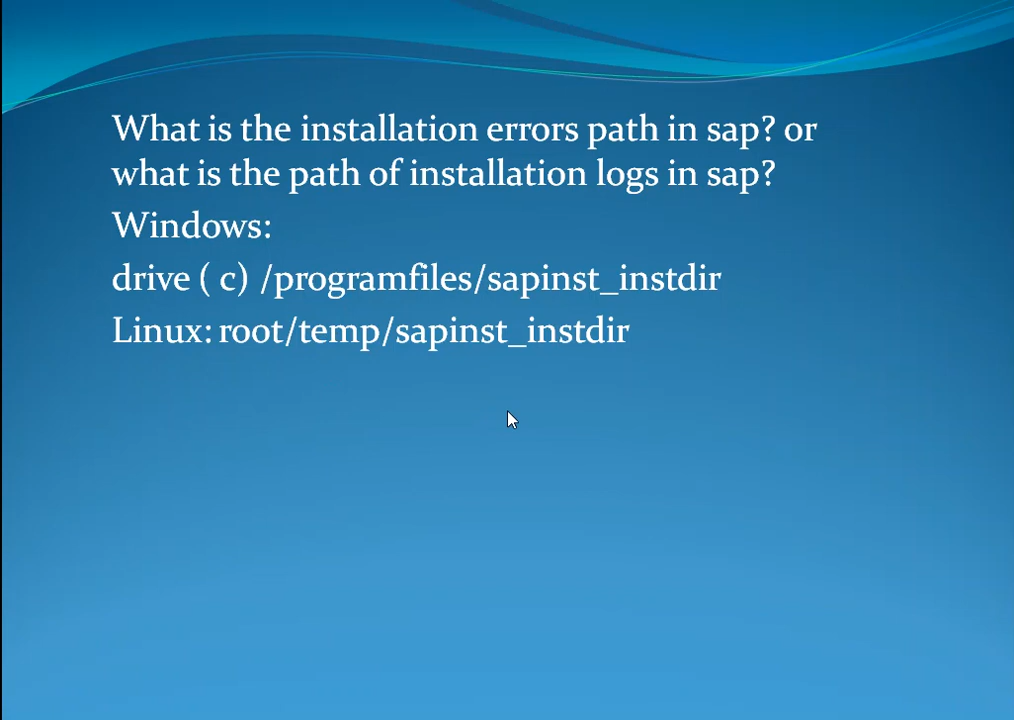 What is the installation errors path in sap? or
what is the path of installation logs in sap?
Windows:
drive ( c) /programfiles/sapinst_instdir
Linux: root/temp/sapinst_instdir